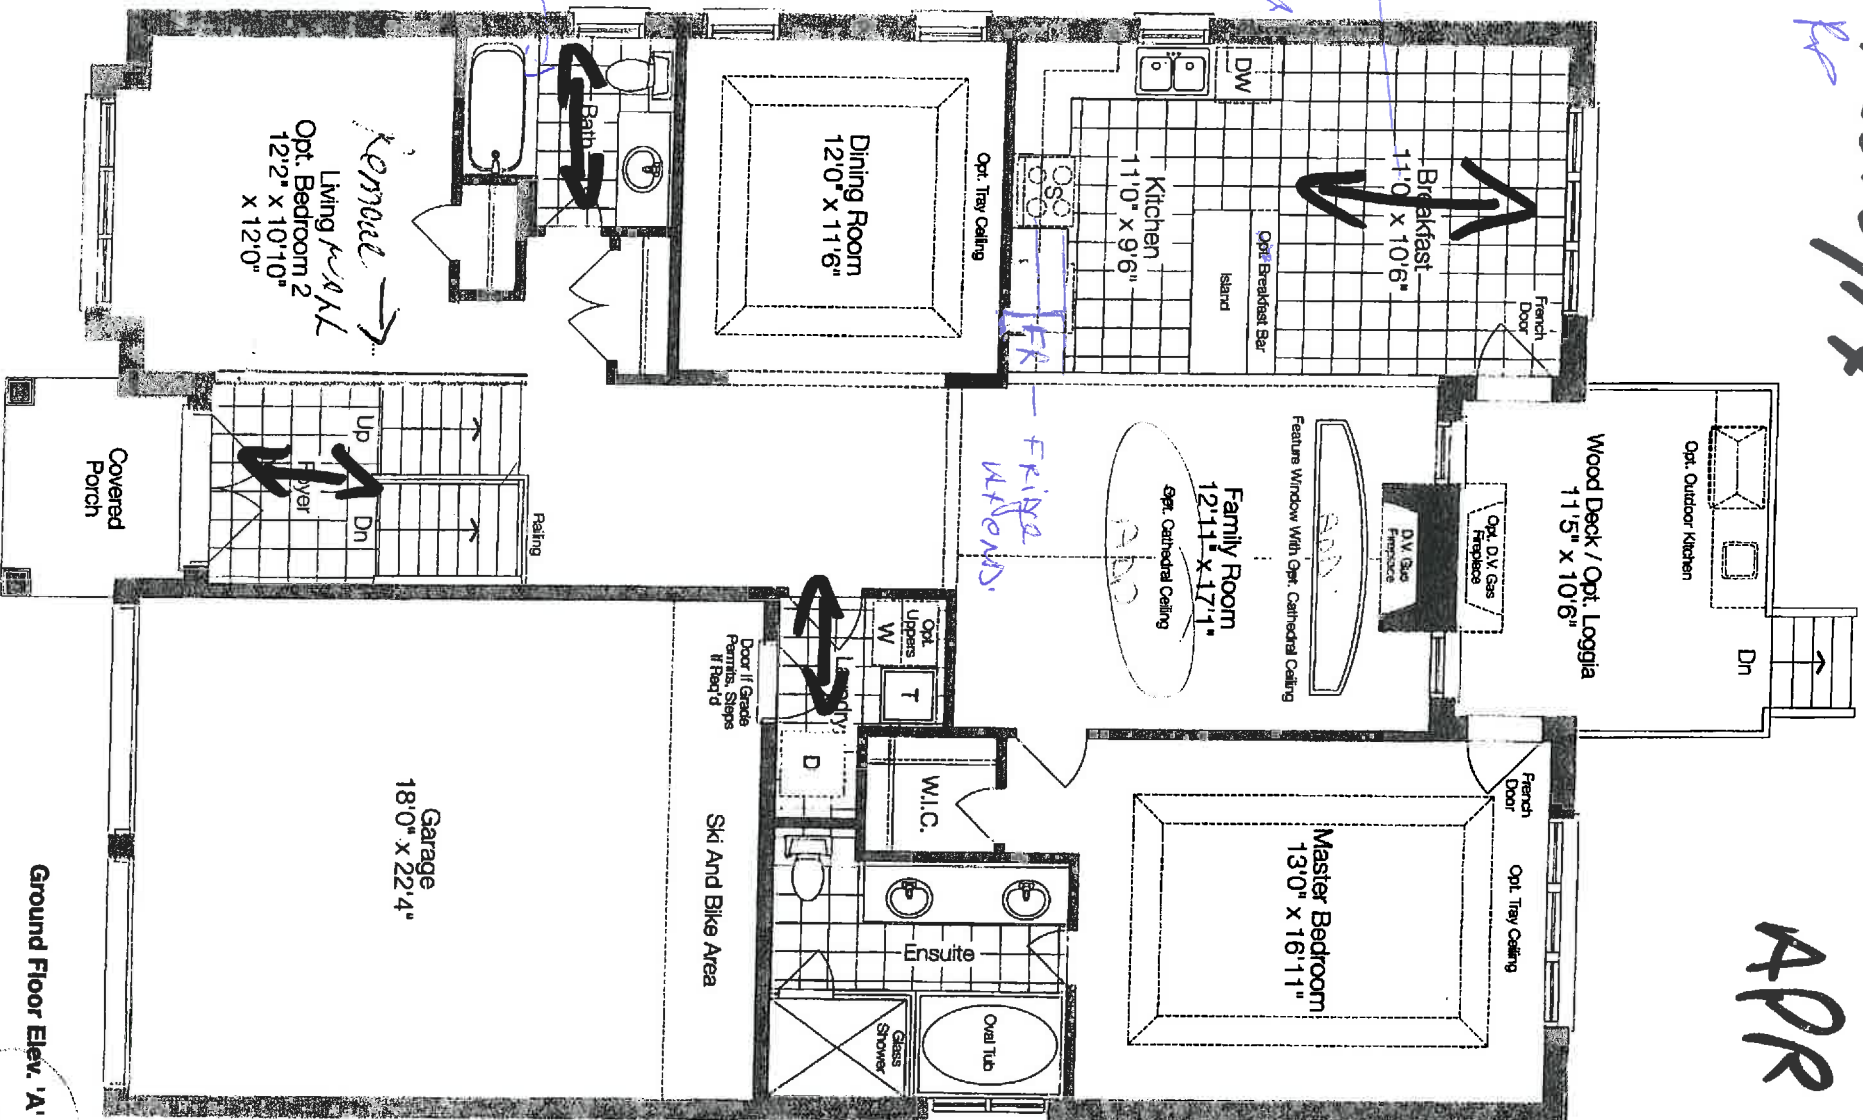 APR
Opt. Outdoor Kitchen
Dn
Wood Deck / Opt. Loggia
11'5" x 10'6"
Opt. D.V. Gas
Fireplace
D.V. Gas
Fireplace
French
Door
Breakfast
11'0" x 10'6"
Opt. Breakfast Bar
Island
DW
Kitchen
11'0" x 9'6"
S
FR - FRIDGE
Feature Window With Opt. Cathedral Ceiling
Family Room
12'11" x 17'1"
Opt. Cathedral Ceiling
French
Door
Opt. Tray Ceiling
Master Bedroom
13'0" x 16'11"
Opt. Tray Ceiling
Dining Room
12'0" x 11'6"
W.I.C.
Ensuite
Oval Tub
Glass
Shower
Opt.
Uppers
W
T
Laundry
D
Door If Grade
Permits, Steps
If Req'd
Ski And Bike Area
Bath
Railing
Up
Dn
Foyer
Remove
WALL
Living
Opt. Bedroom 2
12'2" x 10'10"
x 12'0"
Garage
18'0" x 22'4"
Covered
Porch
Ground Floor Elev. 'A'